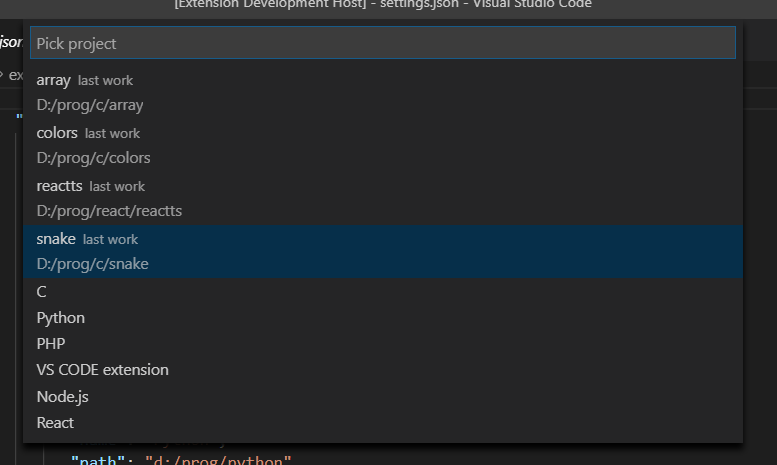 [Extension Development Host] - settings.json - Visual Studio Code
json
Pick project
> ex
array last work
D:/prog/c/array
"
colors last work
D:/prog/c/colors
reactts last work
D:/prog/react/reactts
snake last work
D:/prog/c/snake
C
Python
PHP
VS CODE extension
Node.js
React
"path": "d:/prog/python"